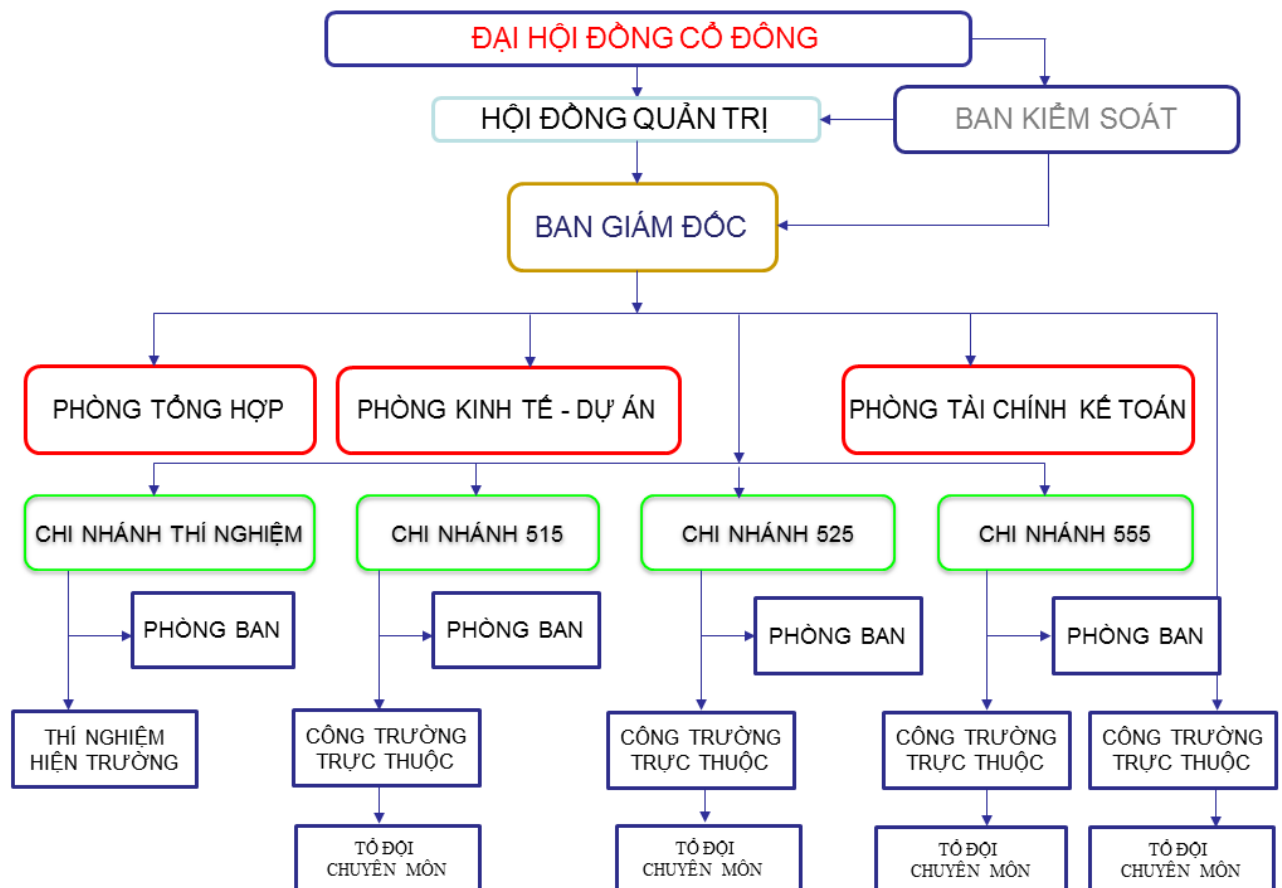 ĐẠI HỘI ĐỒNG CỔ ĐÔNG
HỘI ĐỒNG QUẢN TRỊ
BAN KIỂM SOÁT
BAN GIÁM ĐỐC
PHÒNG TỔNG HỢP
PHÒNG KINH TẾ - DỰ ÁN
PHÒNG TÀI CHÍNH KẾ TOÁN
CHI NHÁNH THÍ NGHIỆM
CHI NHÁNH 515
CHI NHÁNH 525
CHI NHÁNH 555
PHÒNG BAN
PHÒNG BAN
PHÒNG BAN
PHÒNG BAN
THÍ NGHIỆM
HIỆN TRƯỜNG
CÔNG TRƯỜNG
TRỰC THUỘC
CÔNG TRƯỜNG
TRỰC THUỘC
CÔNG TRƯỜNG
TRỰC THUỘC
CÔNG TRƯỜNG
TRỰC THUỘC
TỔ ĐỘI
CHUYÊN MÔN
TỔ ĐỘI
CHUYÊN MÔN
TỔ ĐỘI
CHUYÊN MÔN
TỔ ĐỘI
CHUYÊN MÔN